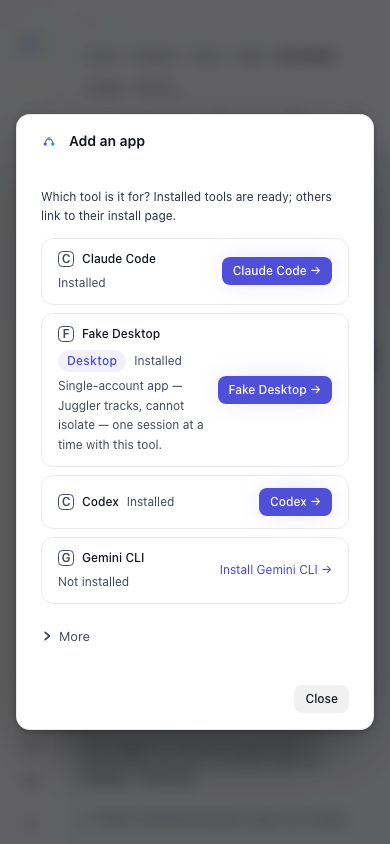 Add an app
Which tool is it for? Installed tools are ready; others
link to their install page.
C Claude Code
Installed
Claude Code →
F Fake Desktop
Desktop Installed
Single-account app —
Juggler tracks, cannot
isolate — one session at a
time with this tool.
Fake Desktop →
C Codex Installed
Codex →
G Gemini CLI
Not installed
Install Gemini CLI →
More
Close